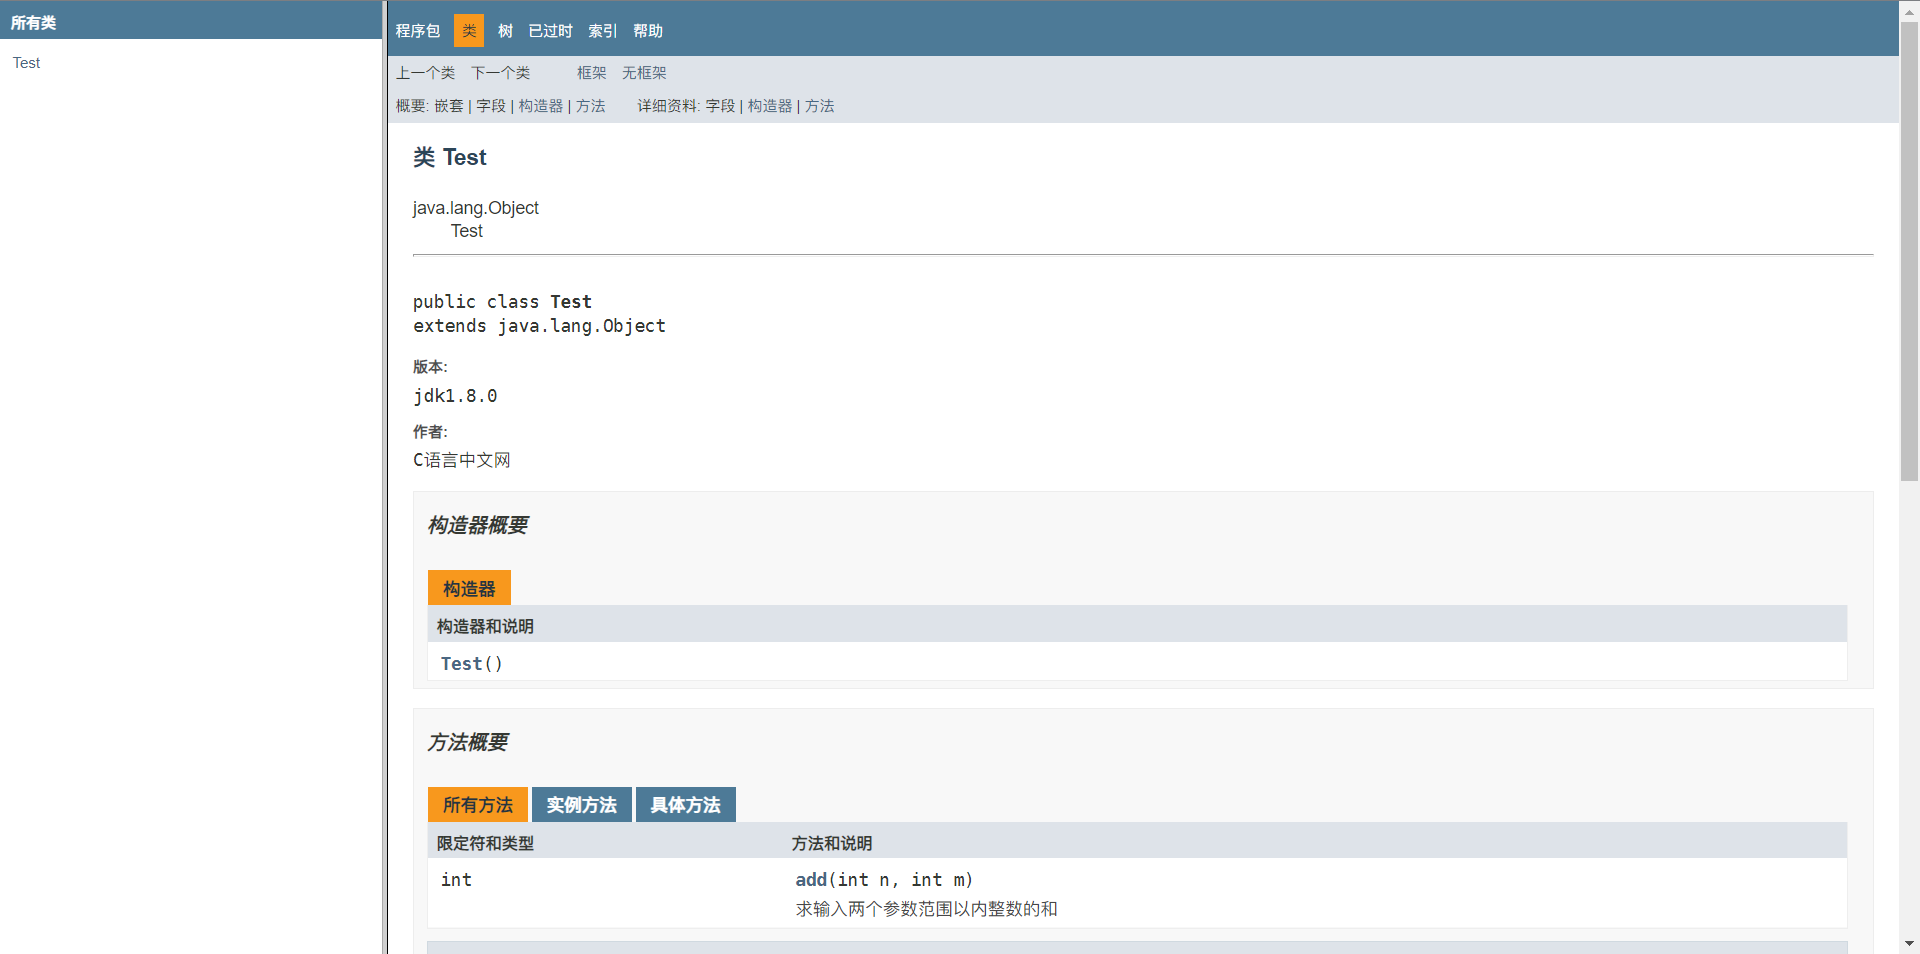 所有类
Test
程序包 类 树 已过时 索引 帮助
上一个类 下一个类 框架 无框架
概要: 嵌套 | 字段 | 构造器 | 方法 详细资料: 字段 | 构造器 | 方法
类 Test
java.lang.Object
Test
public class Test
extends java.lang.Object
版本:
jdk1.8.0
作者:
C语言中文网
构造器概要
构造器
构造器和说明
Test()
方法概要
所有方法 实例方法 具体方法
限定符和类型 方法和说明
int add(int n, int m)
求输入两个参数范围以内整数的和